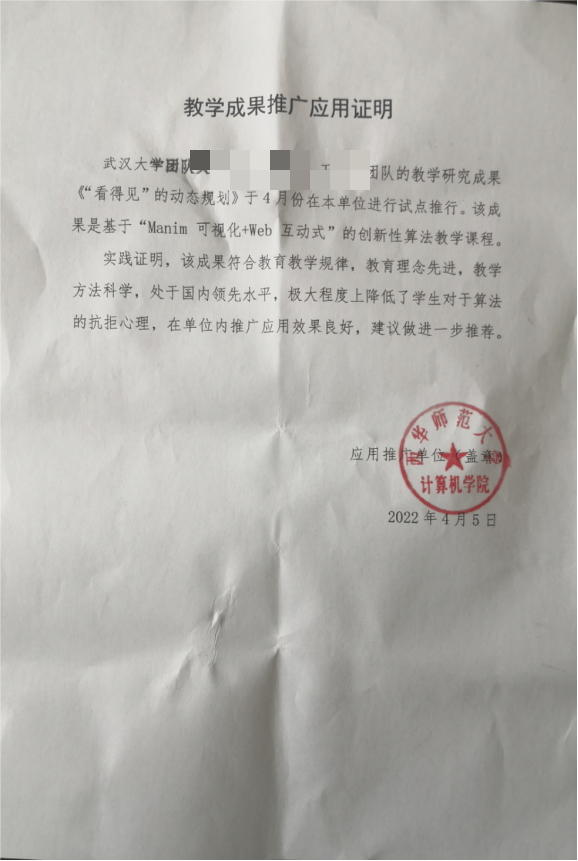 教学成果推广应用证明
武汉大学团队 团队的教学研究成果
《“看得见”的动态规划》于4月份在本单位进行试点推行。该成
果是基于“Manim 可视化+Web 互动式”的创新性算法教学课程。
实践证明，该成果符合教育教学规律，教育理念先进，教学
方法科学，处于国内领先水平，极大程度上降低了学生对于算法
的抗拒心理，在单位内推广应用效果良好，建议做进一步推荐。
应用推广单位（盖章）
华师范大
计算机学院
2022年4月5日